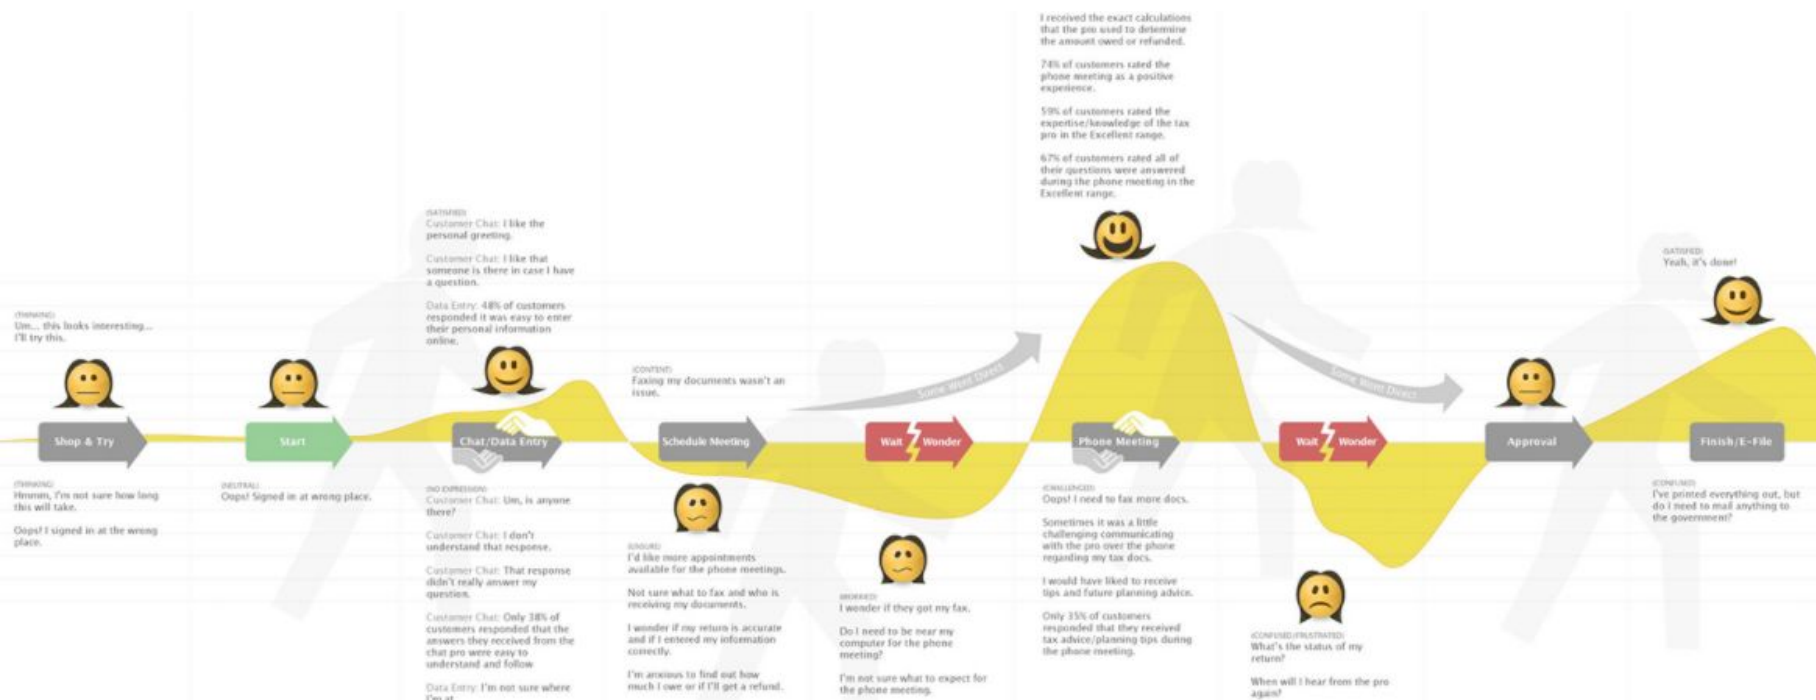 (THINKING)
Um... this looks interesting...
I'll try this.
Shop & Try
(THINKING)
Hmmm, I'm not sure how long
this will take.
Oops! I signed in at the wrong
place.
Start
(NEUTRAL)
Oops! Signed in at wrong place.
(SATISFIED)
Customer Chat: I like the
personal greeting.
Customer Chat: I like that
someone is there in case I have
a question.
Data Entry: 48% of customers
responded it was easy to enter
their personal information
online.
Chat/Data Entry
(NO EXPRESSION)
Customer Chat: Um, is anyone
there?
Customer Chat: I don't
understand that response.
Customer Chat: That response
didn't really answer my
question.
Customer Chat: Only 38% of
customers responded that the
answers they received from the
chat pro were easy to
understand and follow
Data Entry: I'm not sure where
I'm at
(CONTENT)
Faxing my documents wasn't an
issue.
Schedule Meeting
(UNSURE)
I'd like more appointments
available for the phone meetings.
Not sure what to fax and who is
receiving my documents.
I wonder if my return is accurate
and if I entered my information
correctly.
I'm anxious to find out how
much I owe or if I'll get a refund.
Some Went Direct
Wait Wonder
(WORRIED)
I wonder if they got my fax.
Do I need to be near my
computer for the phone
meeting?
I'm not sure what to expect for
the phone meeting.
I received the exact calculations
that the pro used to determine
the amount owed or refunded.
74% of customers rated the
phone meeting as a positive
experience.
59% of customers rated the
expertise/knowledge of the tax
pro in the Excellent range.
67% of customers rated all of
their questions were answered
during the phone meeting in the
Excellent range.
Phone Meeting
(CHALLENGED)
Oops! I need to fax more docs.
Sometimes it was a little
challenging communicating
with the pro over the phone
regarding my tax docs.
I would have liked to receive
tips and future planning advice.
Only 35% of customers
responded that they received
tax advice/planning tips during
the phone meeting.
Some Went Direct
Wait Wonder
(CONFUSED/FRUSTRATED)
What's the status of my
return?
When will I hear from the pro
again?
Approval
(SATISFIED)
Yeah, it's done!
Finish/E-File
(CONFUSED)
I've printed everything out, but
do I need to mail anything to
the government?